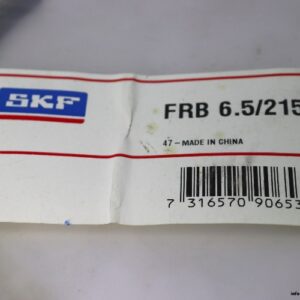 SKF
FRB 6.5/215
47 – MADE IN CHINA
7 316570 90653